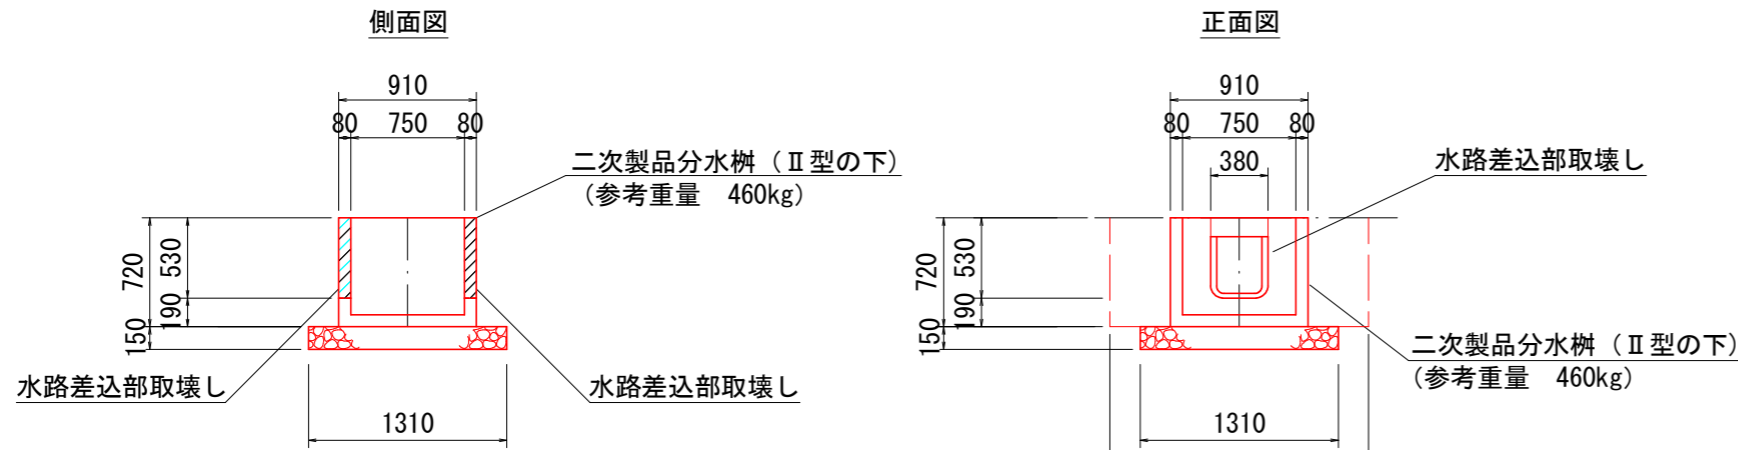 側面図
910
80 750 80
二次製品分水桝（Ⅱ型の下）
（参考重量　460kg）
720
530
190
150
水路差込部取壊し
水路差込部取壊し
1310
正面図
910
80 750 80
380
水路差込部取壊し
720
530
190
150
二次製品分水桝（Ⅱ型の下）
（参考重量　460kg）
1310